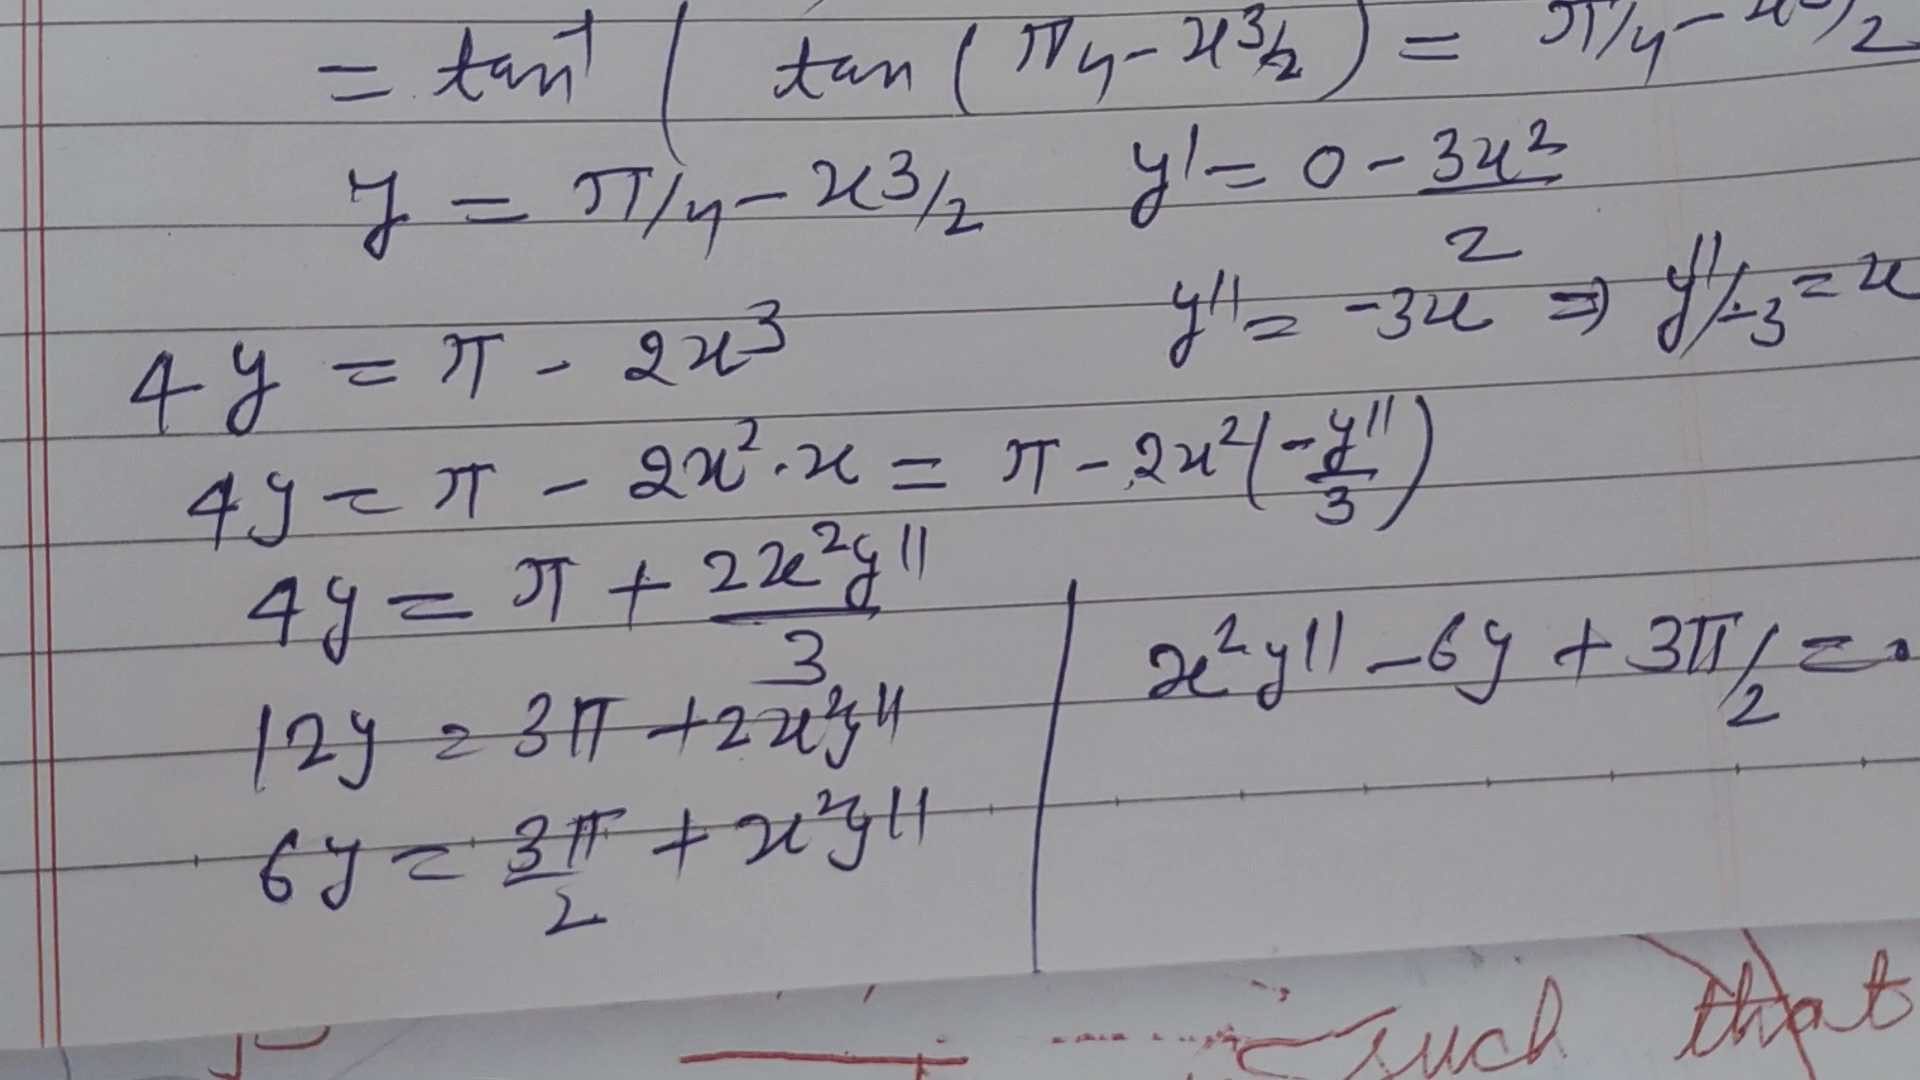 = tan⁻¹ ( tan ( π/4 - x³/2 ) = π/4 - x³/2
y = π/4 - x³/2 y' = 0 - 3x²/2
4y = π - 2x³ y'' = -3x ⇒ y''/-3 = x
4y = π - 2x²·x = π - 2x² (-y''/3)
4y = π + 2x²y''/3
12y = 3π + 2x²y''
6y = 3π/2 + x²y''
x²y'' - 6y + 3π/2 = 0
such that